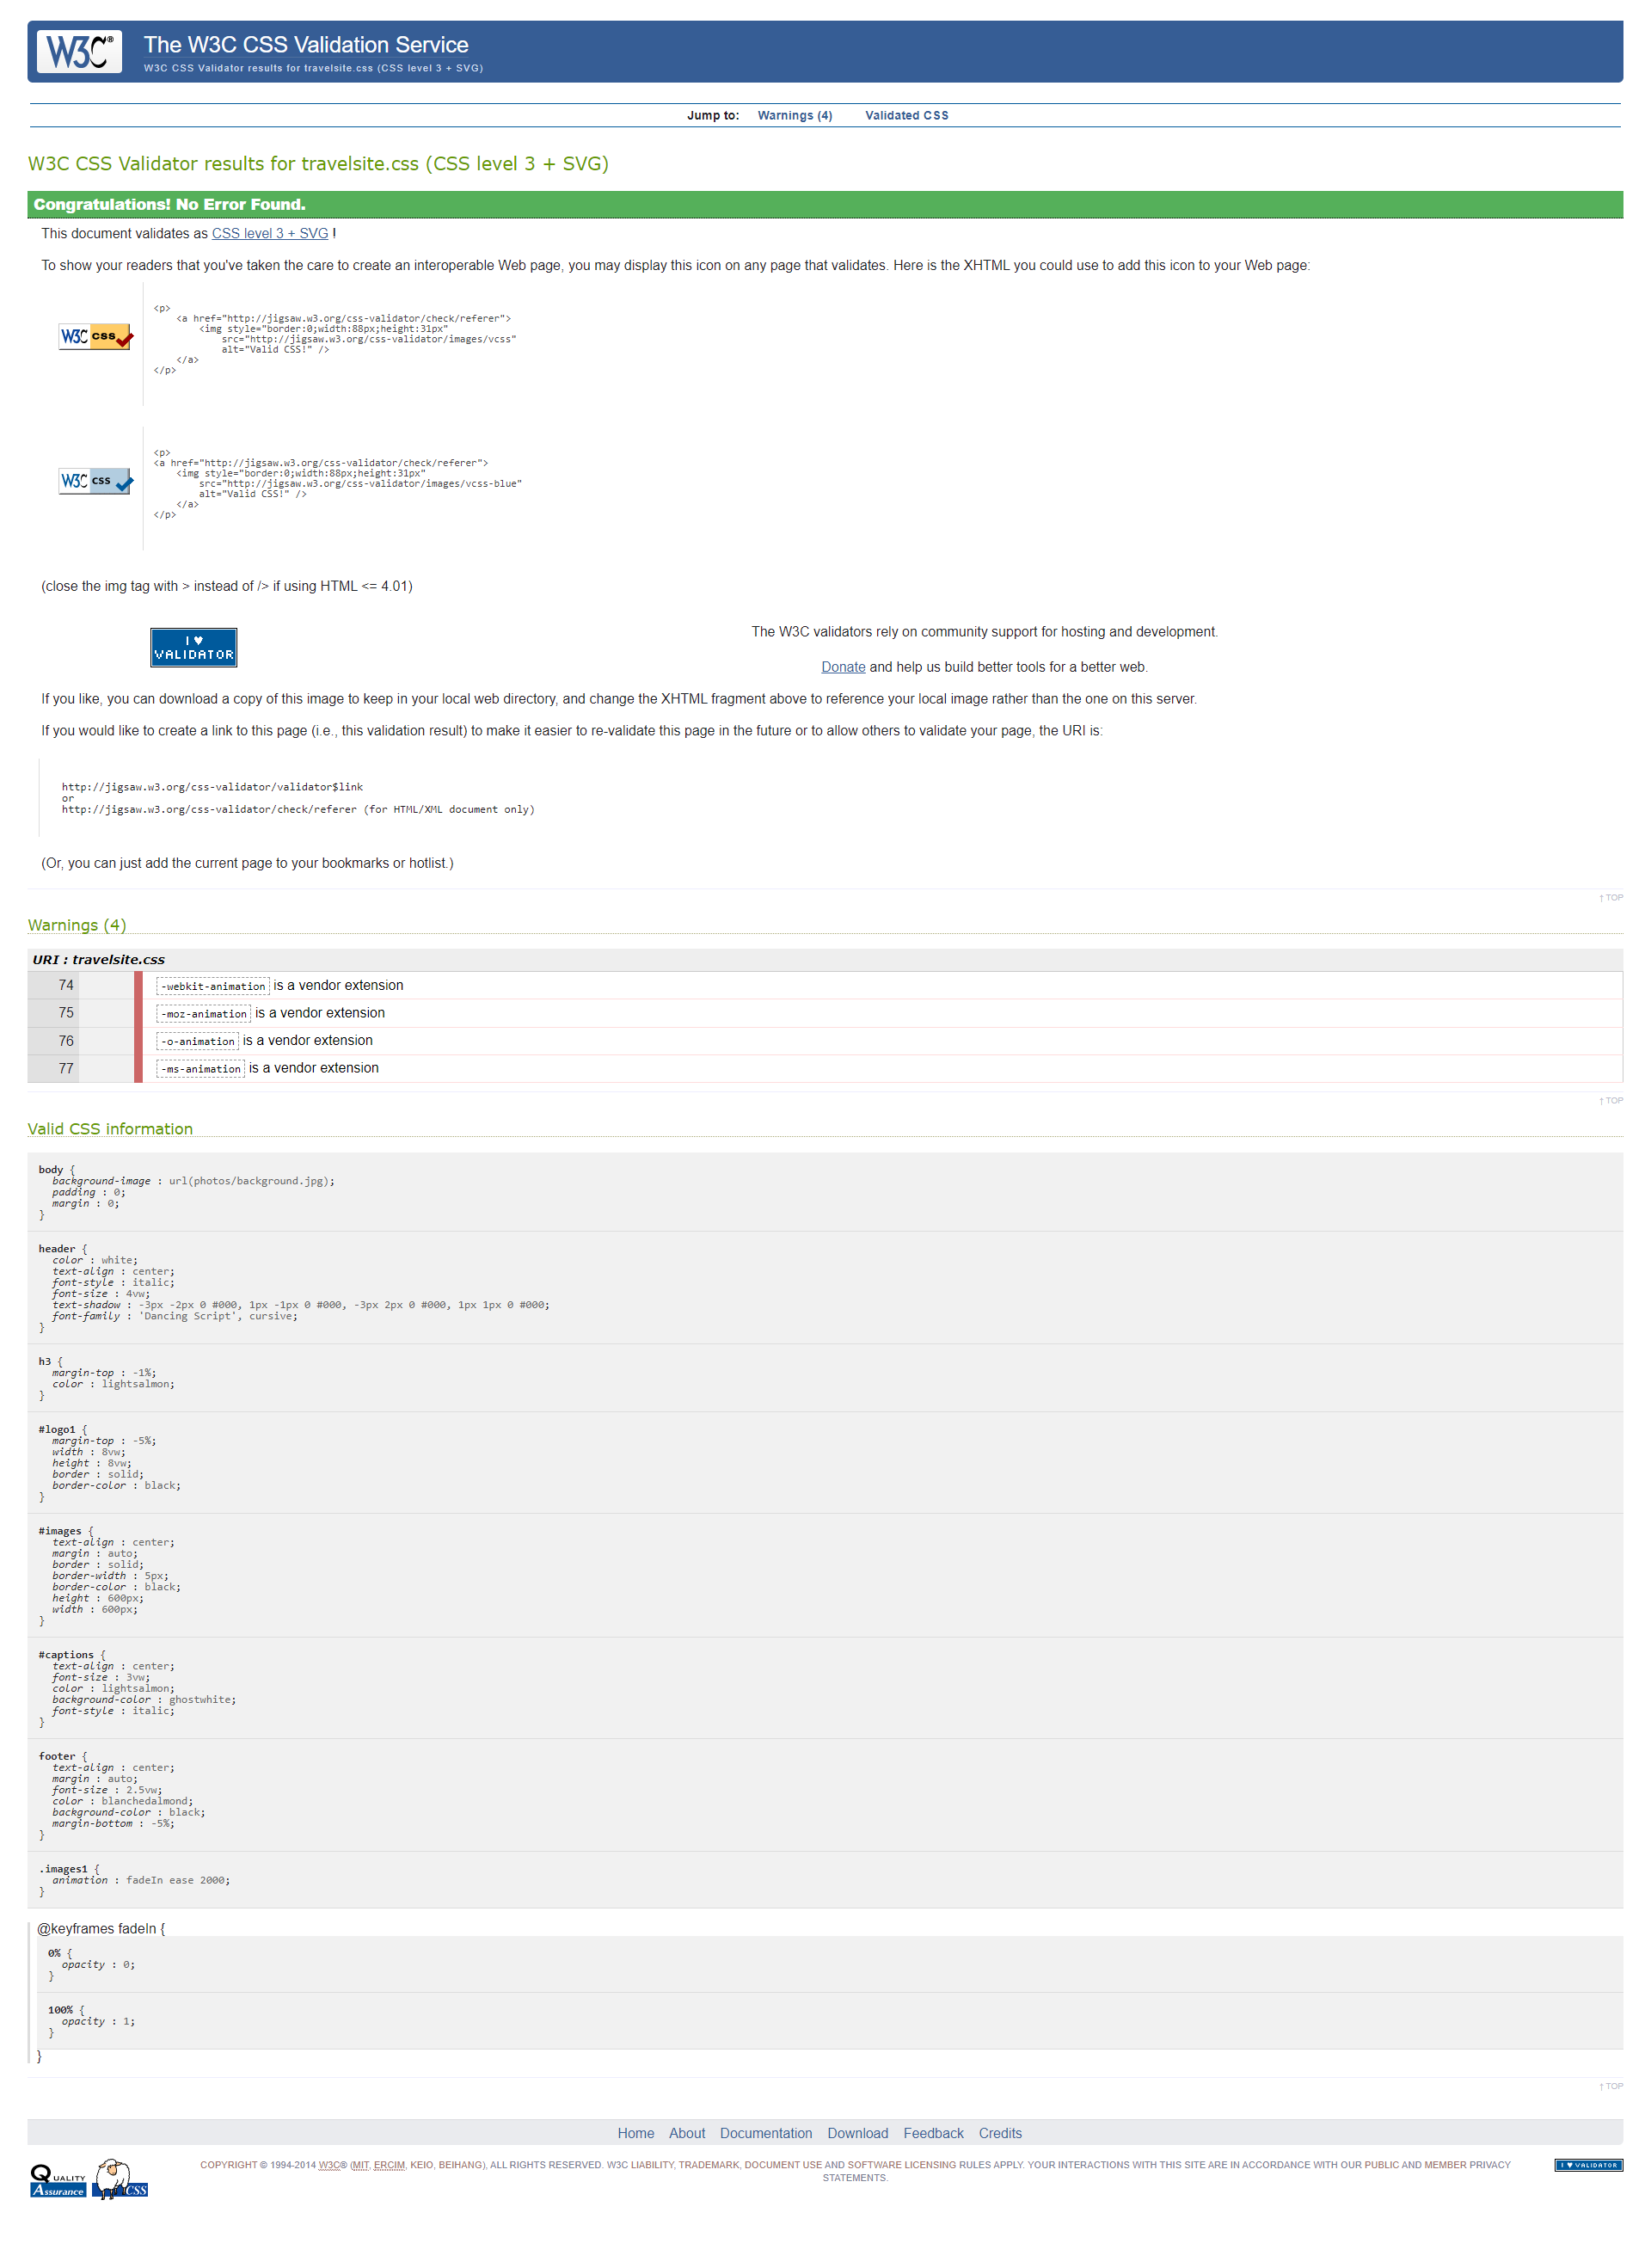 W3C®
The W3C CSS Validation Service
W3C CSS Validator results for travelsite.css (CSS level 3 + SVG)
Jump to: Warnings (4) Validated CSS
W3C CSS Validator results for travelsite.css (CSS level 3 + SVG)
Congratulations! No Error Found.
This document validates as CSS level 3 + SVG !
To show your readers that you've taken the care to create an interoperable Web page, you may display this icon on any page that validates. Here is the XHTML you could use to add this icon to your Web page:
W3C css
<p>
<a href="http://jigsaw.w3.org/css-validator/check/referer">
<img style="border:0;width:88px;height:31px"
src="http://jigsaw.w3.org/css-validator/images/vcss"
alt="Valid CSS!" />
</a>
</p>
W3C css
<p>
<a href="http://jigsaw.w3.org/css-validator/check/referer">
<img style="border:0;width:88px;height:31px"
src="http://jigsaw.w3.org/css-validator/images/vcss-blue"
alt="Valid CSS!" />
</a>
</p>
(close the img tag with > instead of /> if using HTML <= 4.01)
I ♥
VALIDATOR
The W3C validators rely on community support for hosting and development.
Donate and help us build better tools for a better web.
If you like, you can download a copy of this image to keep in your local web directory, and change the XHTML fragment above to reference your local image rather than the one on this server.
If you would like to create a link to this page (i.e., this validation result) to make it easier to re-validate this page in the future or to allow others to validate your page, the URI is:
http://jigsaw.w3.org/css-validator/validator$link
or
http://jigsaw.w3.org/css-validator/check/referer (for HTML/XML document only)
(Or, you can just add the current page to your bookmarks or hotlist.)
↑ TOP
Warnings (4)
URI : travelsite.css
74 -webkit-animation is a vendor extension
75 -moz-animation is a vendor extension
76 -o-animation is a vendor extension
77 -ms-animation is a vendor extension
↑ TOP
Valid CSS information
body {
background-image : url(photos/background.jpg);
padding : 0;
margin : 0;
}
header {
color : white;
text-align : center;
font-style : italic;
font-size : 4vw;
text-shadow : -3px -2px 0 #000, 1px -1px 0 #000, -3px 2px 0 #000, 1px 1px 0 #000;
font-family : 'Dancing Script', cursive;
}
h3 {
margin-top : -1%;
color : lightsalmon;
}
#logo1 {
margin-top : -5%;
width : 8vw;
height : 8vw;
border : solid;
border-color : black;
}
#images {
text-align : center;
margin : auto;
border : solid;
border-width : 5px;
border-color : black;
height : 600px;
width : 600px;
}
#captions {
text-align : center;
font-size : 3vw;
color : lightsalmon;
background-color : ghostwhite;
font-style : italic;
}
footer {
text-align : center;
margin : auto;
font-size : 2.5vw;
color : blanchedalmond;
background-color : black;
margin-bottom : -5%;
}
.images1 {
animation : fadeIn ease 2000;
}
@keyframes fadeIn {
0% {
opacity : 0;
}
100% {
opacity : 1;
}
}
↑ TOP
Home About Documentation Download Feedback Credits
QUALITY
Assurance
CSS
COPYRIGHT © 1994-2014 W3C® (MIT, ERCIM, KEIO, BEIHANG), ALL RIGHTS RESERVED. W3C LIABILITY, TRADEMARK, DOCUMENT USE AND SOFTWARE LICENSING RULES APPLY. YOUR INTERACTIONS WITH THIS SITE ARE IN ACCORDANCE WITH OUR PUBLIC AND MEMBER PRIVACY
STATEMENTS.
I ♥ VALIDATOR